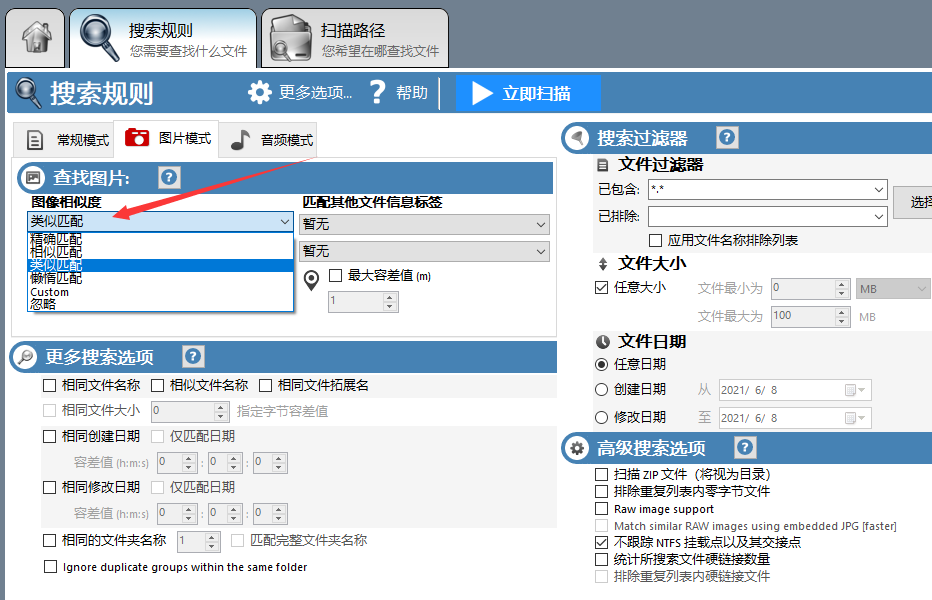 搜索规则
您需要查找什么文件
扫描路径
您希望在哪查找文件
搜索规则
更多选项...
? 帮助
立即扫描
常规模式
图片模式
音频模式
查找图片: ?
图像相似度
匹配其他文件信息标签
类似匹配
暂无
精确匹配
相似匹配
类似匹配
懒惰匹配
Custom
忽略
暂无
最大容差值 (m)
1
更多搜索选项 ?
相同文件名称 相似文件名称 相同文件拓展名
相同文件大小 0 指定字节容差值
相同创建日期 仅匹配日期
容差值 (h:m:s) 0 : 0 : 0
相同修改日期 仅匹配日期
容差值 (h:m:s) 0 : 0 : 0
相同的文件夹名称 1 匹配完整文件夹名称
Ignore duplicate groups within the same folder
搜索过滤器 ?
文件过滤器
已包含: *.*
选择
已排除:
应用文件名称排除列表
文件大小
任意大小 文件最小为 0 MB
文件最大为 100 MB
文件日期
任意日期
创建日期 从 2021/ 6/ 8
修改日期 至 2021/ 6/ 8
高级搜索选项 ?
扫描 ZIP 文件（将视为目录）
排除重复列表内零字节文件
Raw image support
Match similar RAW images using embedded JPG [faster]
不跟踪 NTFS 挂载点以及其交接点
统计所搜索文件硬链接数量
排除重复列表内硬链接文件